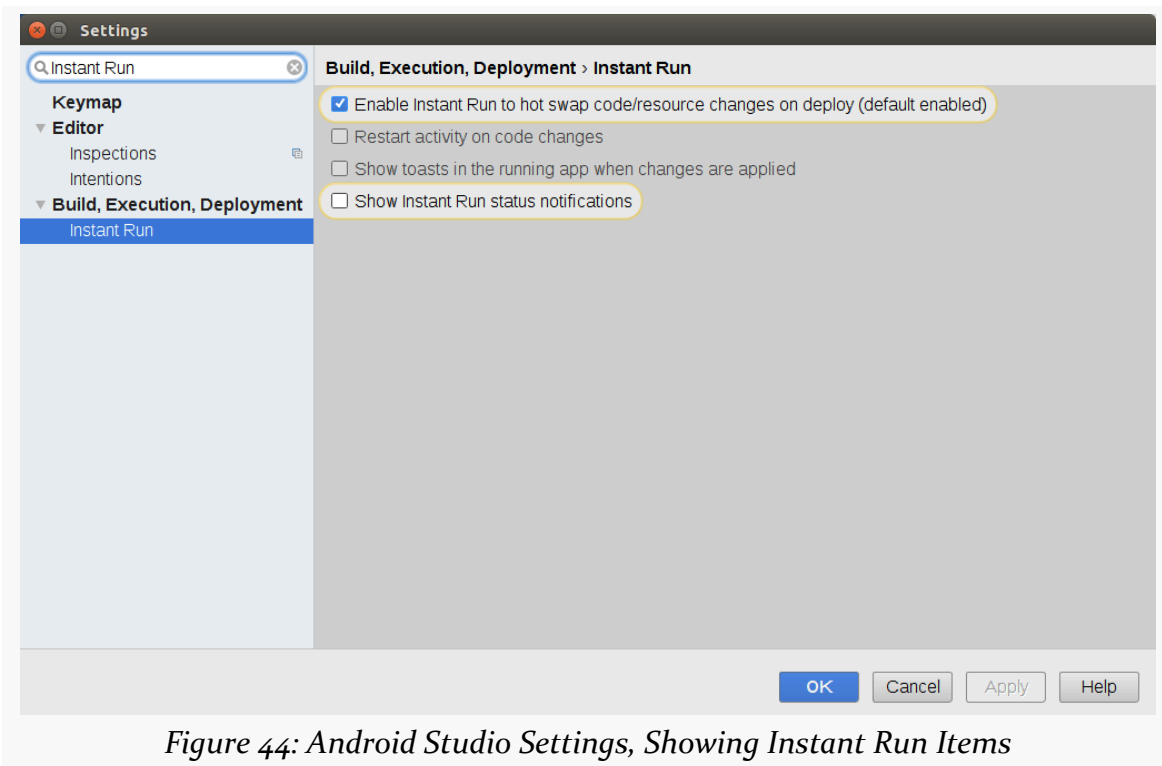 Settings
Instant Run
Keymap
Editor
Inspections
Intentions
Build, Execution, Deployment
Instant Run
Build, Execution, Deployment › Instant Run
Enable Instant Run to hot swap code/resource changes on deploy (default enabled)
Restart activity on code changes
Show toasts in the running app when changes are applied
Show Instant Run status notifications
OK
Cancel
Apply
Help
Figure 44: Android Studio Settings, Showing Instant Run Items